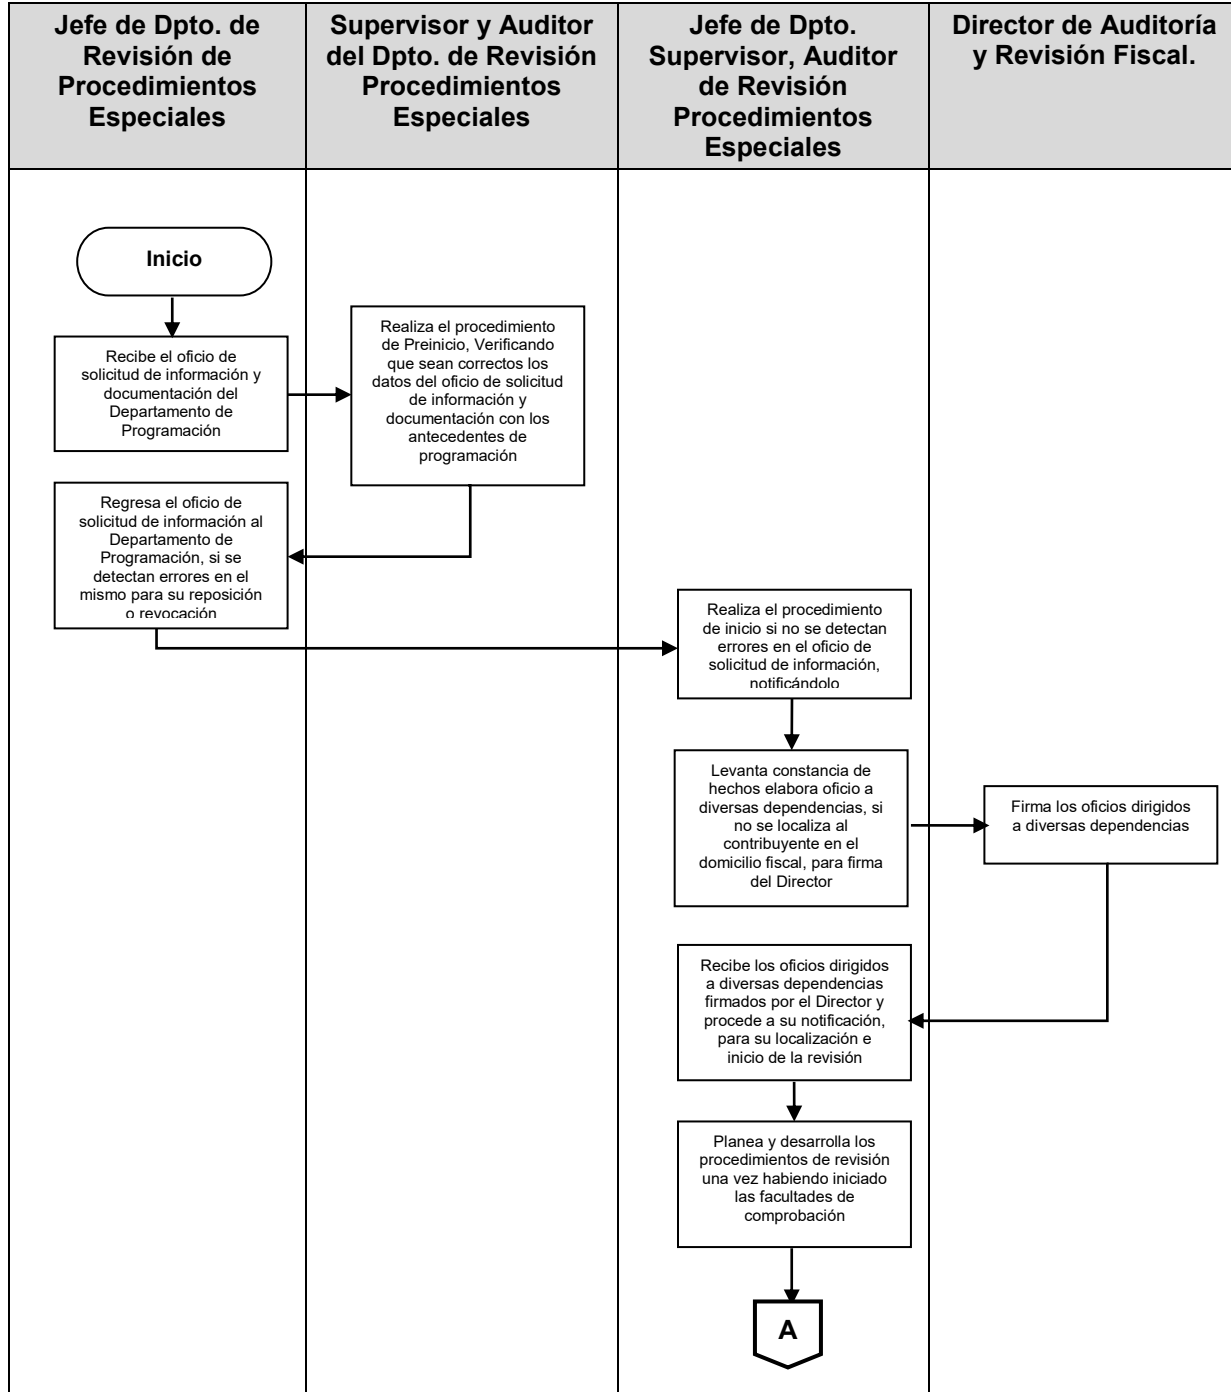 Jefe de Dpto. de
Revisión de
Procedimientos
Especiales
Supervisor y Auditor
del Dpto. de Revisión
Procedimientos
Especiales
Jefe de Dpto.
Supervisor, Auditor
de Revisión
Procedimientos
Especiales
Director de Auditoría
y Revisión Fiscal.
Inicio
Recibe el oficio de
solicitud de información y
documentación del
Departamento de
Programación
Realiza el procedimiento
de Preinicio, Verificando
que sean correctos los
datos del oficio de solicitud
de información y
documentación con los
antecedentes de
programación
Regresa el oficio de
solicitud de información al
Departamento de
Programación, si se
detectan errores en el
mismo para su reposición
o revocación
Realiza el procedimiento
de inicio si no se detectan
errores en el oficio de
solicitud de información,
notificándolo
Levanta constancia de
hechos elabora oficio a
diversas dependencias, si
no se localiza al
contribuyente en el
domicilio fiscal, para firma
del Director
Firma los oficios dirigidos
a diversas dependencias
Recibe los oficios dirigidos
a diversas dependencias
firmados por el Director y
procede a su notificación,
para su localización e
inicio de la revisión
Planea y desarrolla los
procedimientos de revisión
una vez habiendo iniciado
las facultades de
comprobación
A